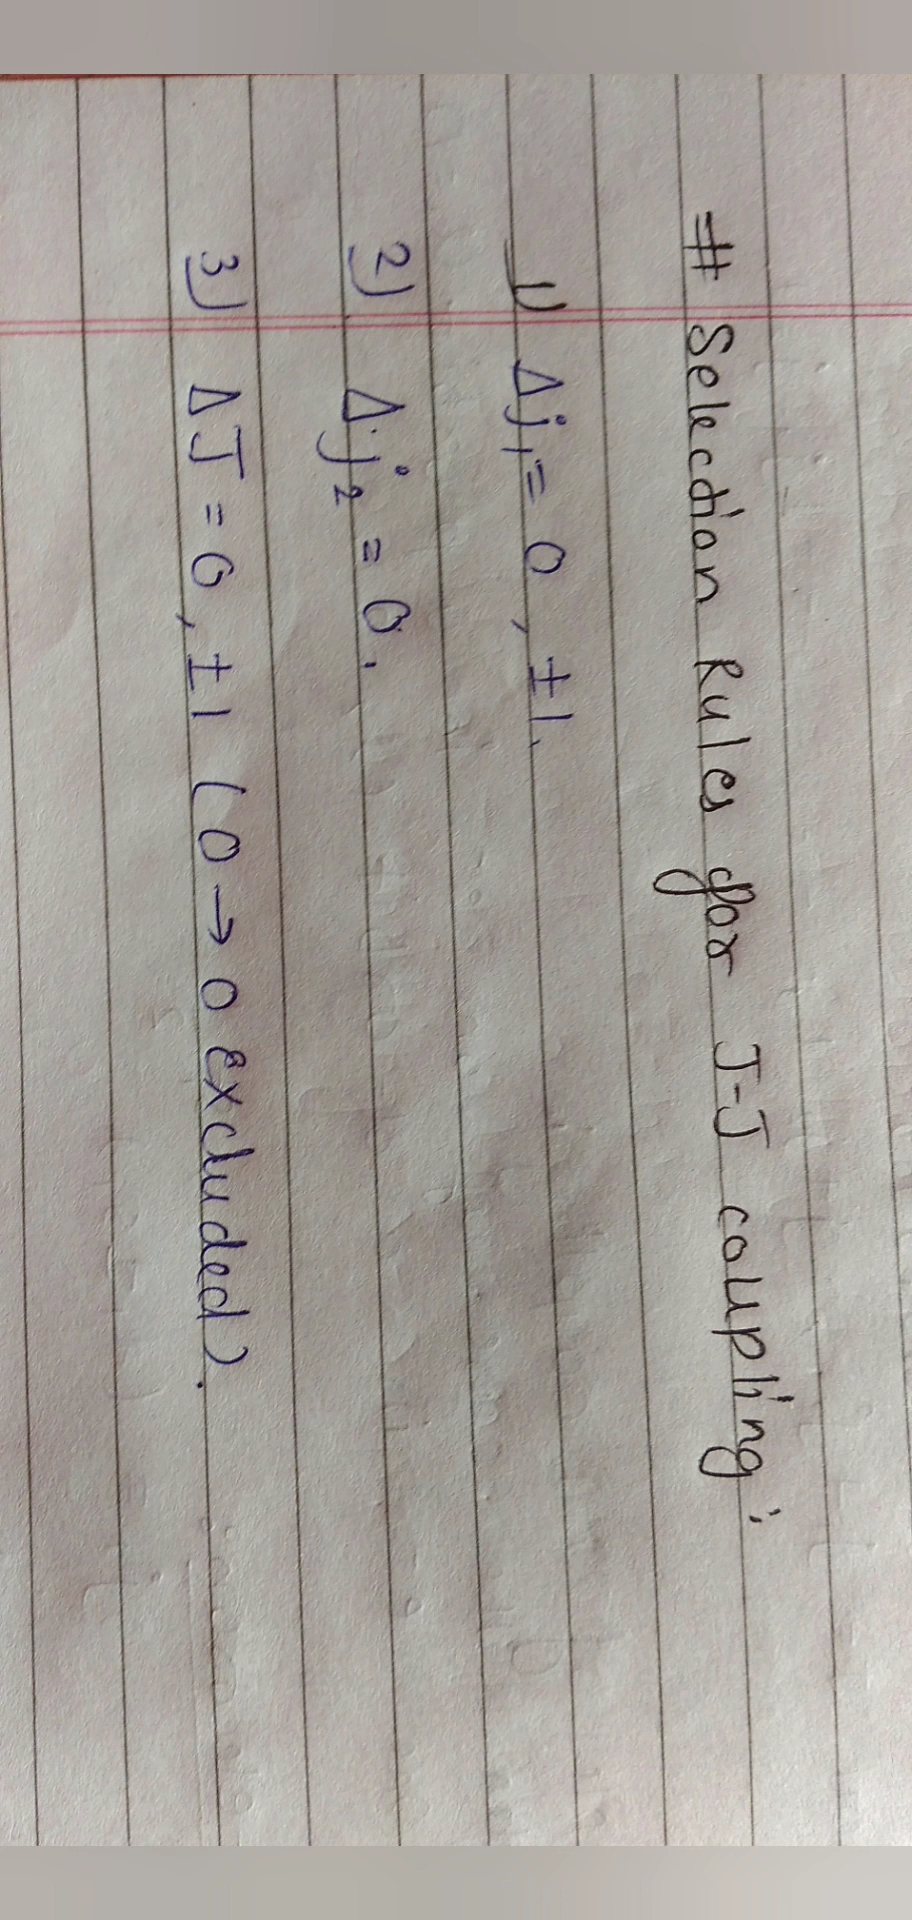 # Selection Rules for J-J coupling :
1) Δj₁ = 0, ±1.
2) Δj₂ = 0.
3) ΔJ = 0, ±1 (0 → 0 excluded).